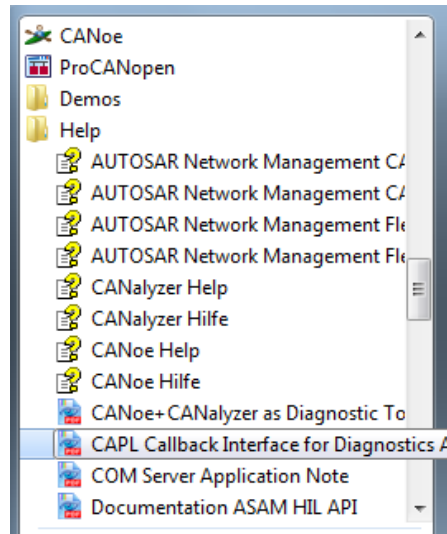 CANoe
ProCANopen
Demos
Help
AUTOSAR Network Management CA
AUTOSAR Network Management CA
AUTOSAR Network Management Fle
AUTOSAR Network Management Fle
CANalyzer Help
CANalyzer Hilfe
CANoe Help
CANoe Hilfe
CANoe+CANalyzer as Diagnostic To
CAPL Callback Interface for Diagnostics A
COM Server Application Note
Documentation ASAM HIL API